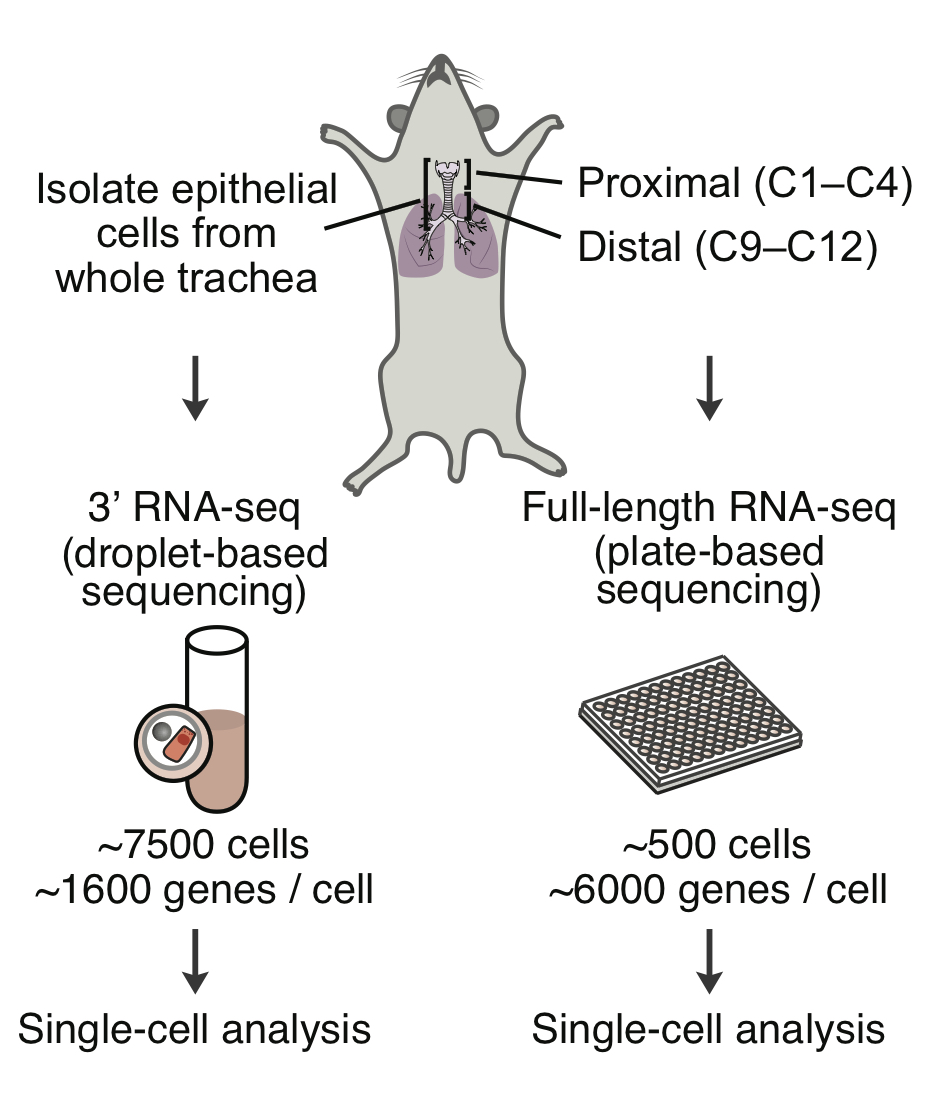 Isolate epithelial
cells from
whole trachea
Proximal (C1–C4)
Distal (C9–C12)
3’ RNA-seq
(droplet-based
sequencing)
Full-length RNA-seq
(plate-based
sequencing)
~7500 cells
~1600 genes / cell
~500 cells
~6000 genes / cell
Single-cell analysis
Single-cell analysis